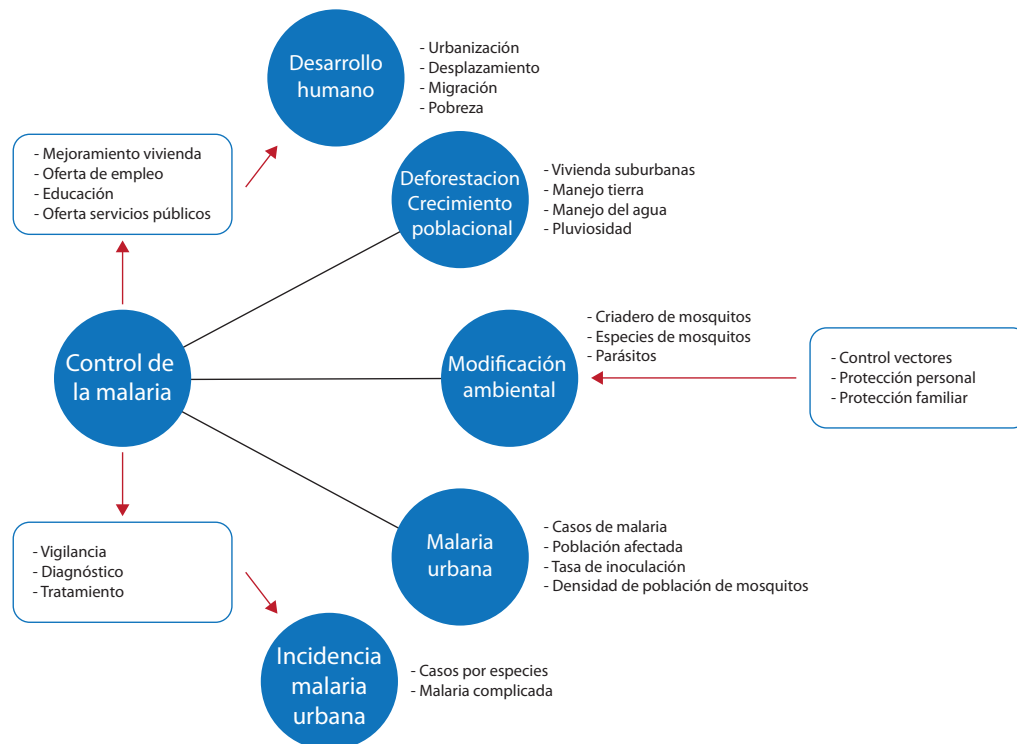 Desarrollo
humano
- Urbanización
- Desplazamiento
- Migración
- Pobreza
- Mejoramiento vivienda
- Oferta de empleo
- Educación
- Oferta servicios públicos
Deforestacion
Crecimiento
poblacional
- Vivienda suburbanas
- Manejo tierra
- Manejo del agua
- Pluviosidad
Control de
la malaria
Modificación
ambiental
- Criadero de mosquitos
- Especies de mosquitos
- Parásitos
- Control vectores
- Protección personal
- Protección familiar
- Vigilancia
- Diagnóstico
- Tratamiento
Malaria
urbana
- Casos de malaria
- Población afectada
- Tasa de inoculación
- Densidad de población de mosquitos
Incidencia
malaria
urbana
- Casos por especies
- Malaria complicada